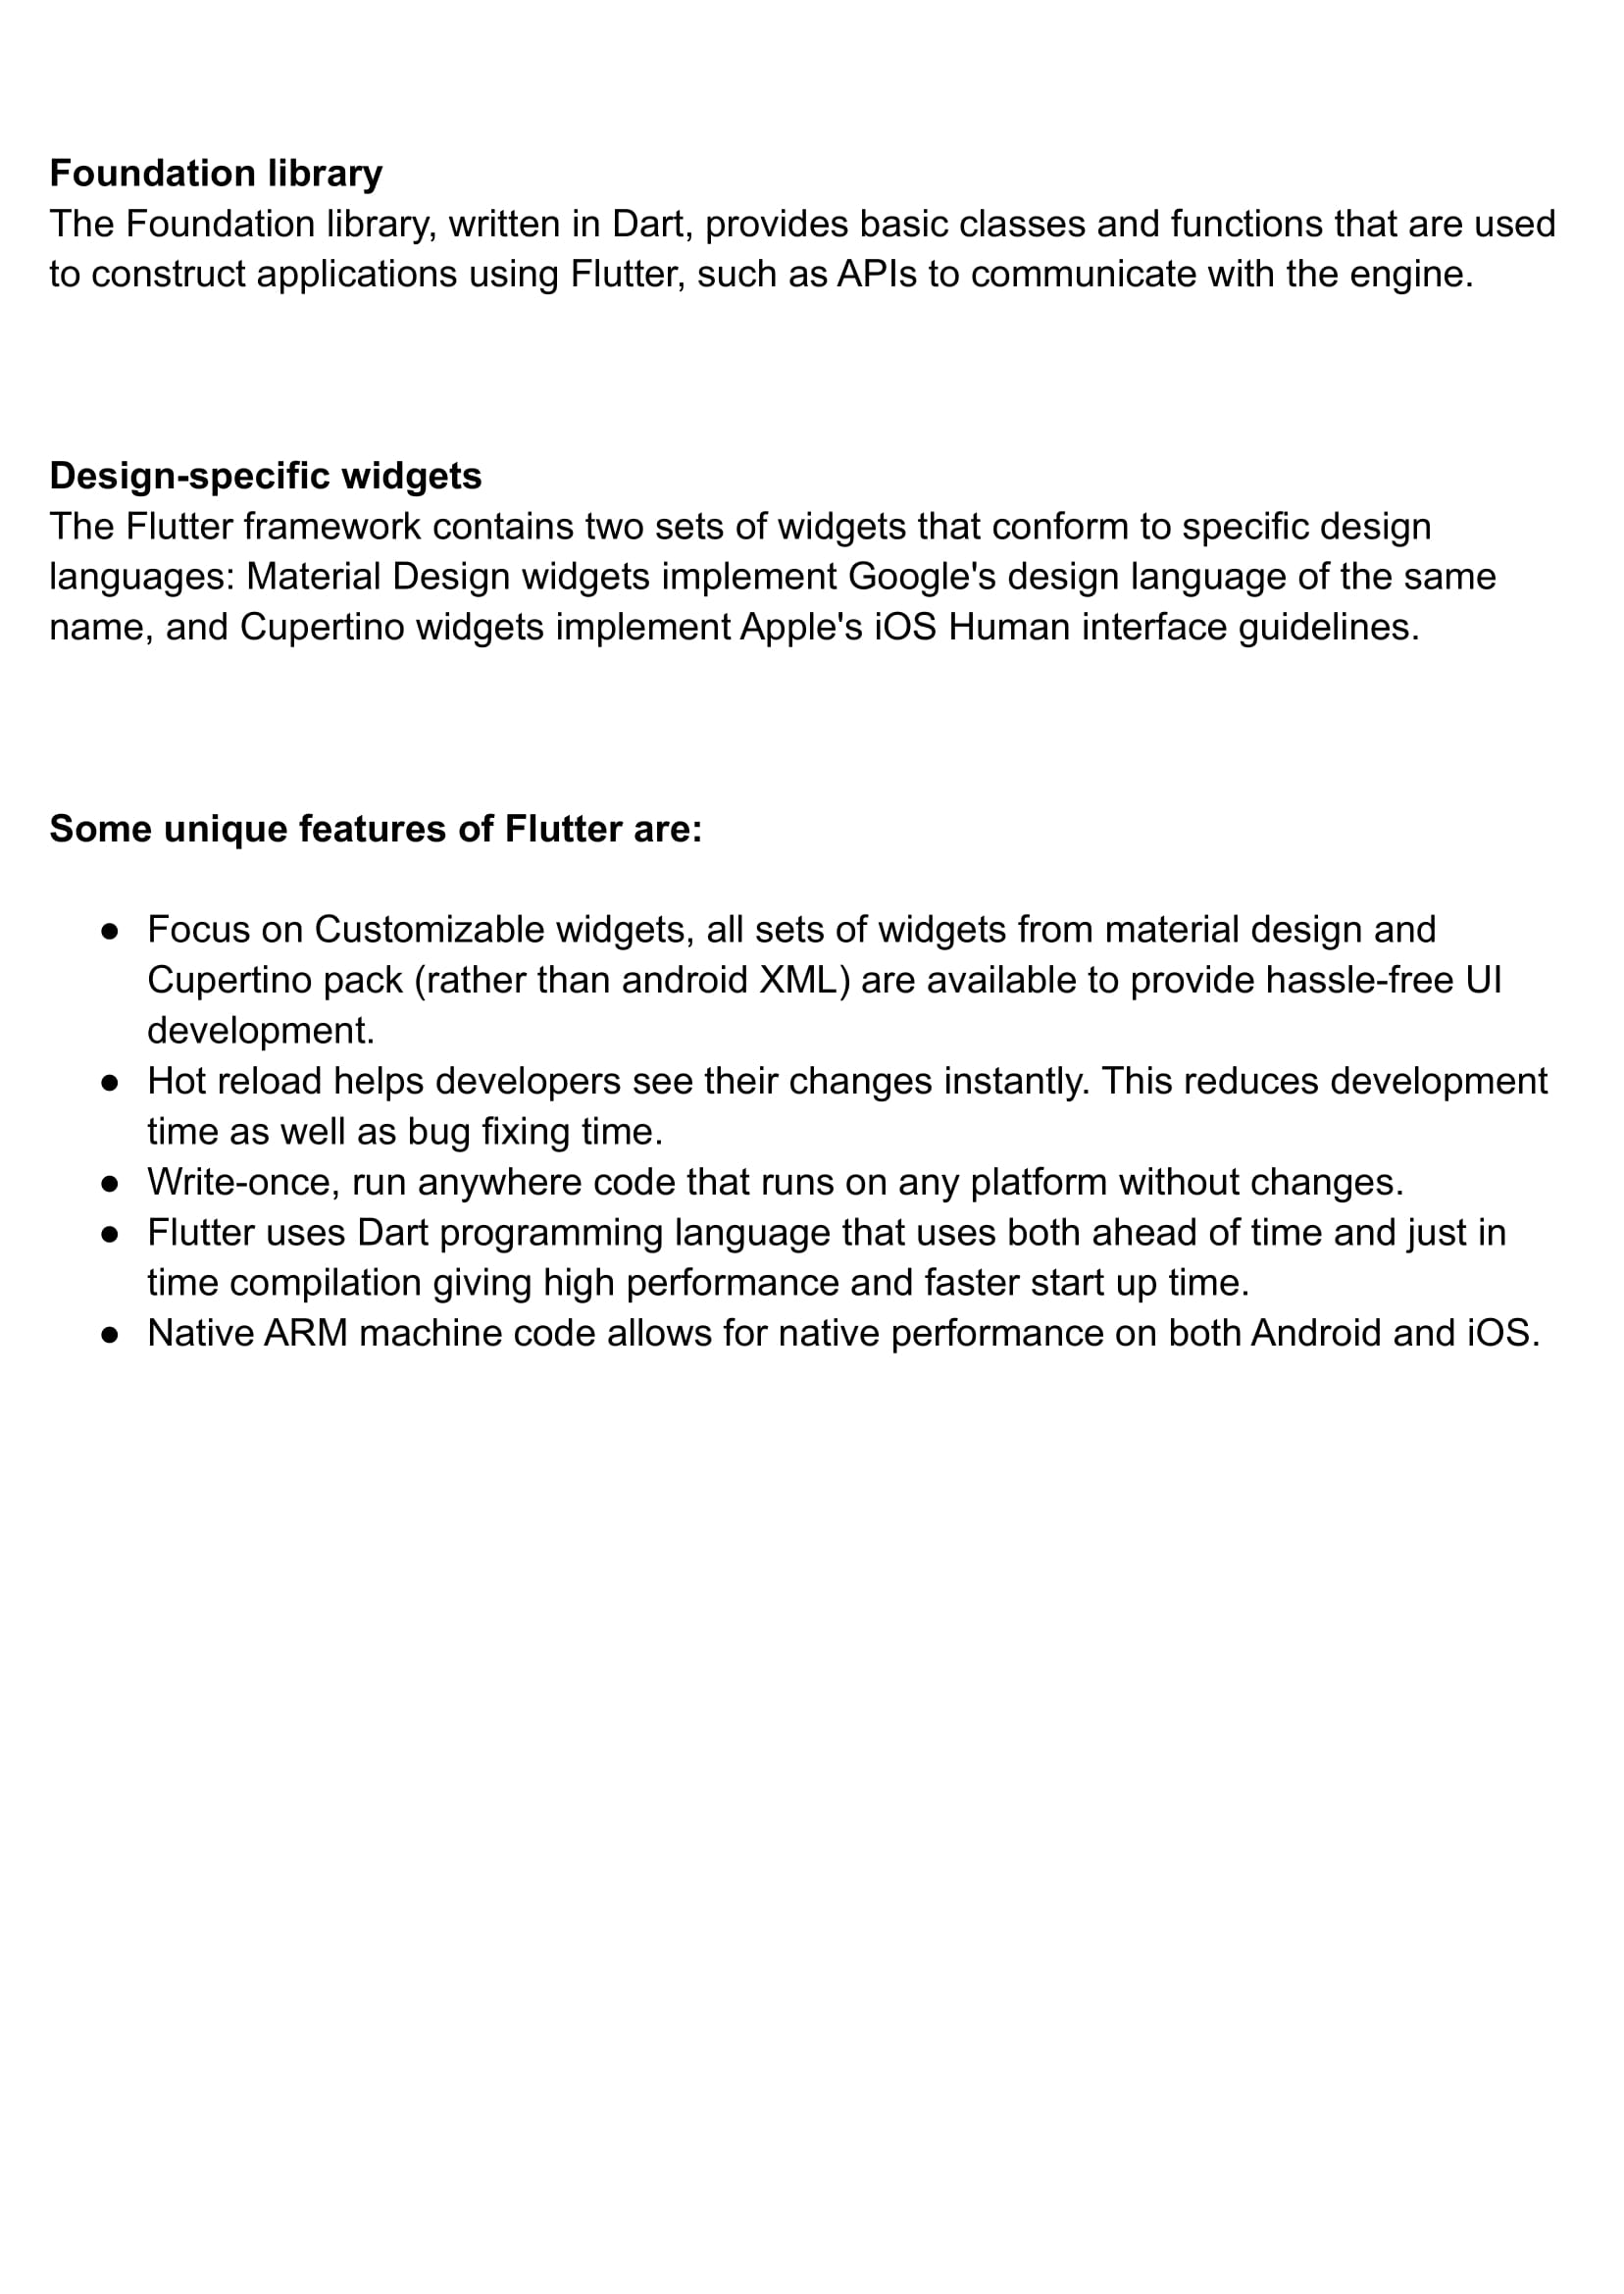 Foundation library
The Foundation library, written in Dart, provides basic classes and functions that are used
to construct applications using Flutter, such as APIs to communicate with the engine.
Design-specific widgets
The Flutter framework contains two sets of widgets that conform to specific design
languages: Material Design widgets implement Google's design language of the same
name, and Cupertino widgets implement Apple's iOS Human interface guidelines.
Some unique features of Flutter are:
● Focus on Customizable widgets, all sets of widgets from material design and
Cupertino pack (rather than android XML) are available to provide hassle-free UI
development.
● Hot reload helps developers see their changes instantly. This reduces development
time as well as bug fixing time.
● Write-once, run anywhere code that runs on any platform without changes.
● Flutter uses Dart programming language that uses both ahead of time and just in
time compilation giving high performance and faster start up time.
● Native ARM machine code allows for native performance on both Android and iOS.